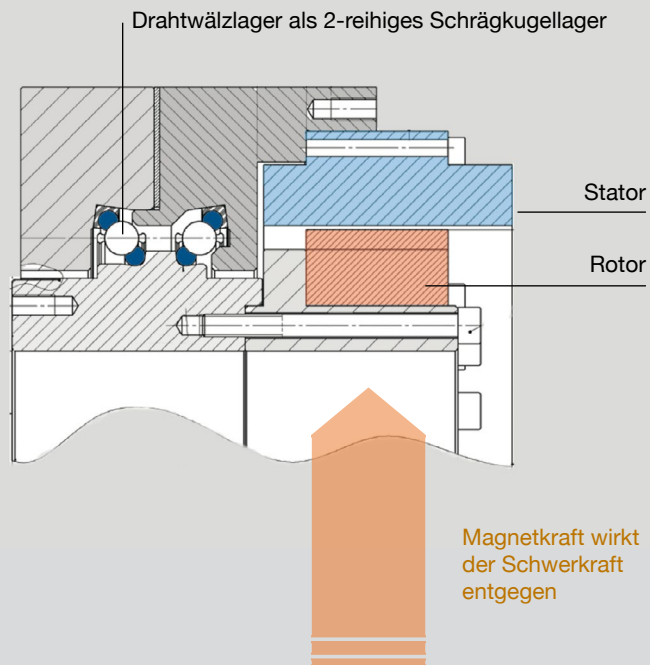 Drahtwälzlager als 2-reihiges Schrägkugellager
Stator
Rotor
Magnetkraft wirkt
der Schwerkraft
entgegen